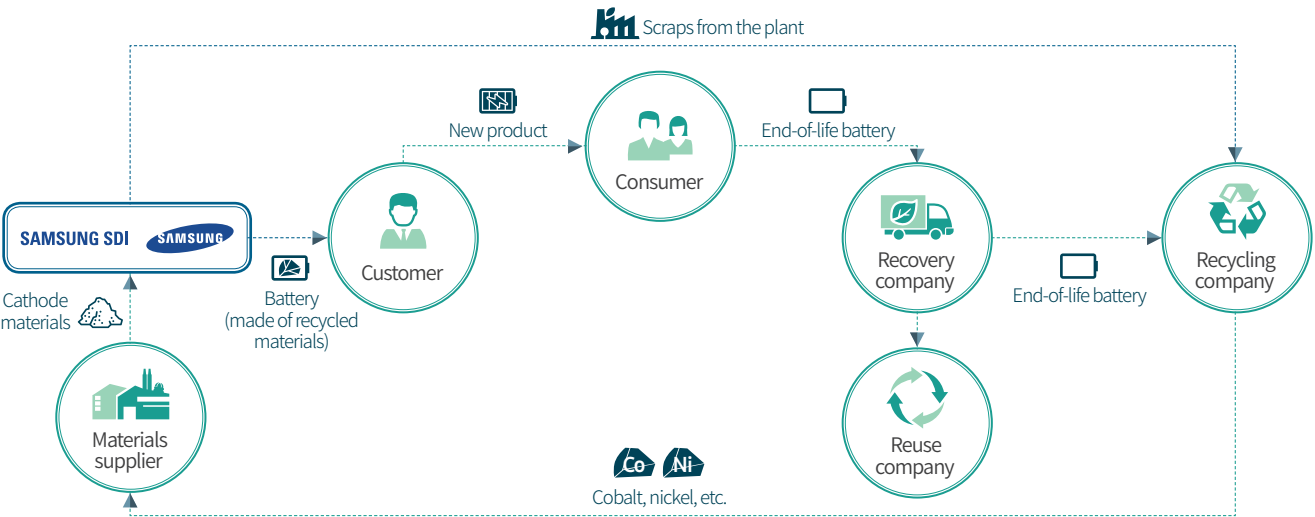 Scraps from the plant
New product
End-of-life battery
Consumer
SAMSUNG SDI
SAMSUNG
Customer
Recovery
company
Recycling
company
Cathode
materials
Battery
(made of recycled
materials)
End-of-life battery
Materials
supplier
Reuse
company
Co
Ni
Cobalt, nickel, etc.